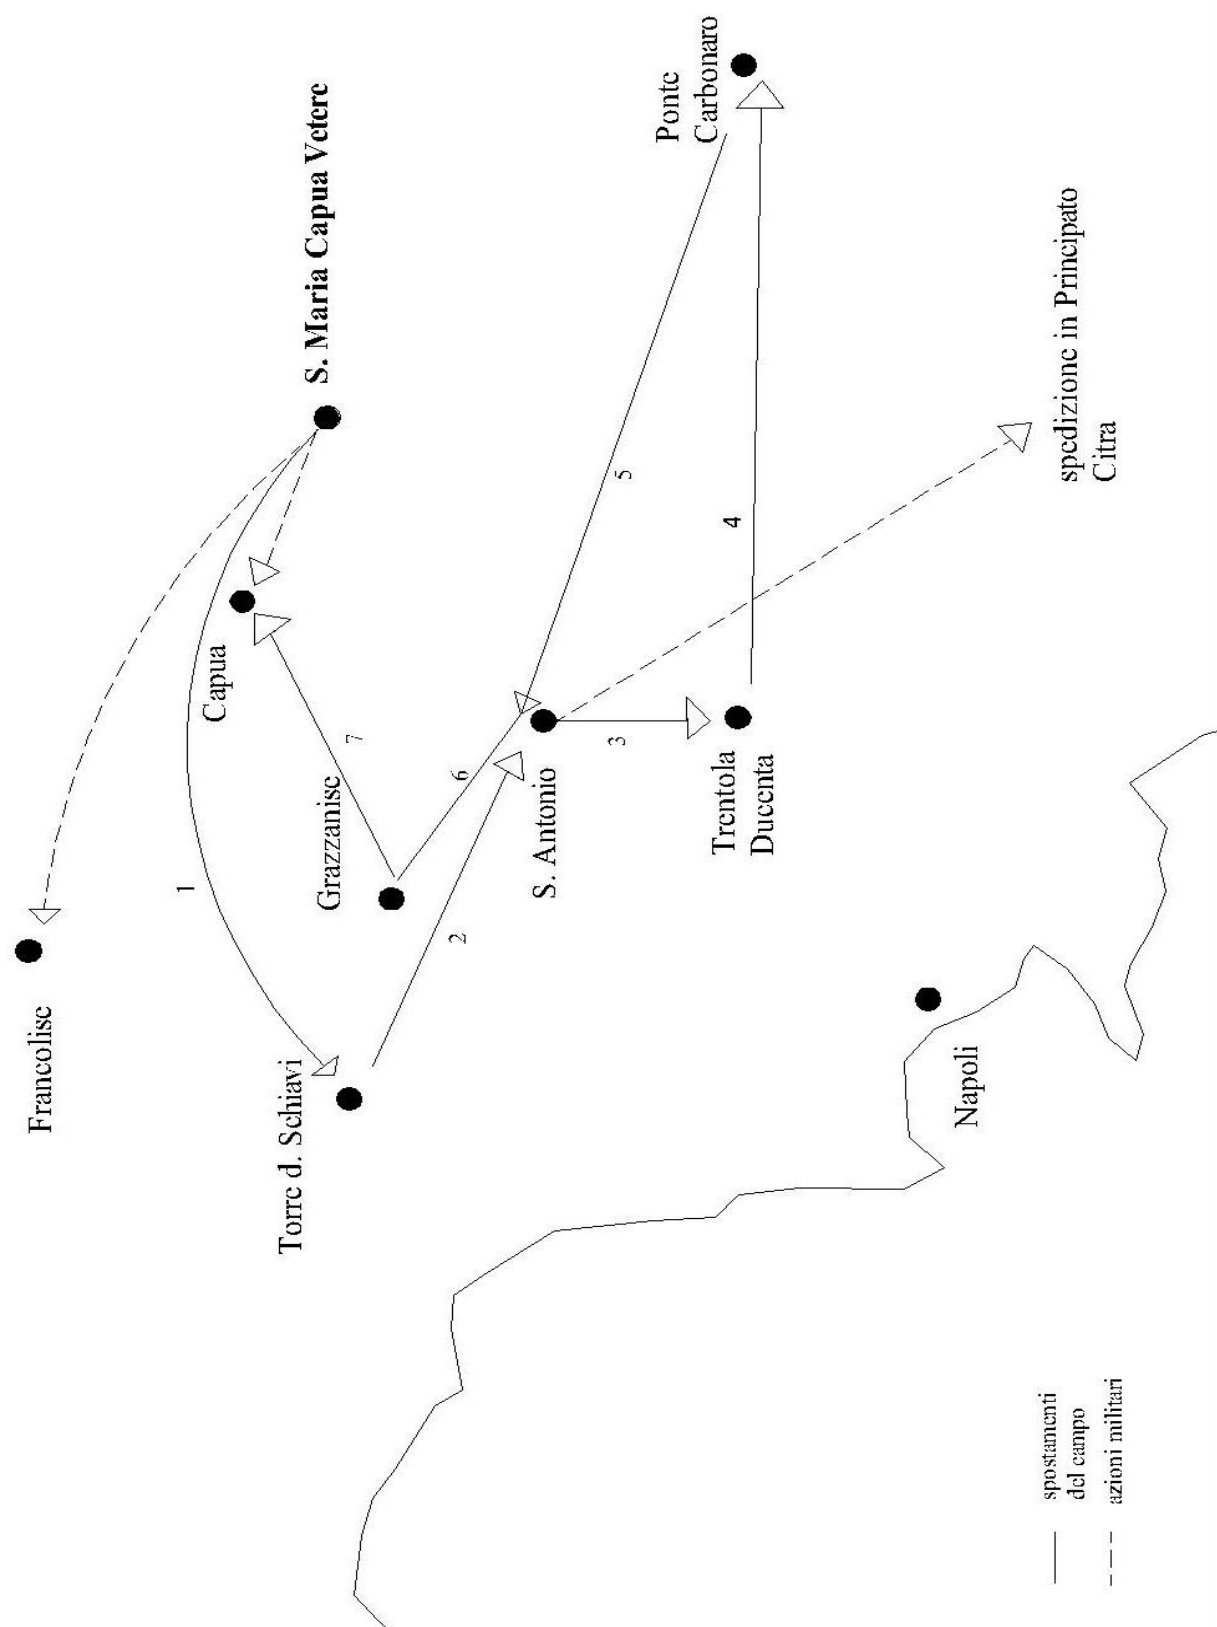 Francolise
S. Maria Capua Vetere
Capua
1
Torre d. Schiavi
Grazzanise
7
2
6
S. Antonio
5
3
Ponte
Carbonaro
Trentola
Ducenta
4
Napoli
spedizione in Principato
Citra
spostamenti
del campo
azioni militari